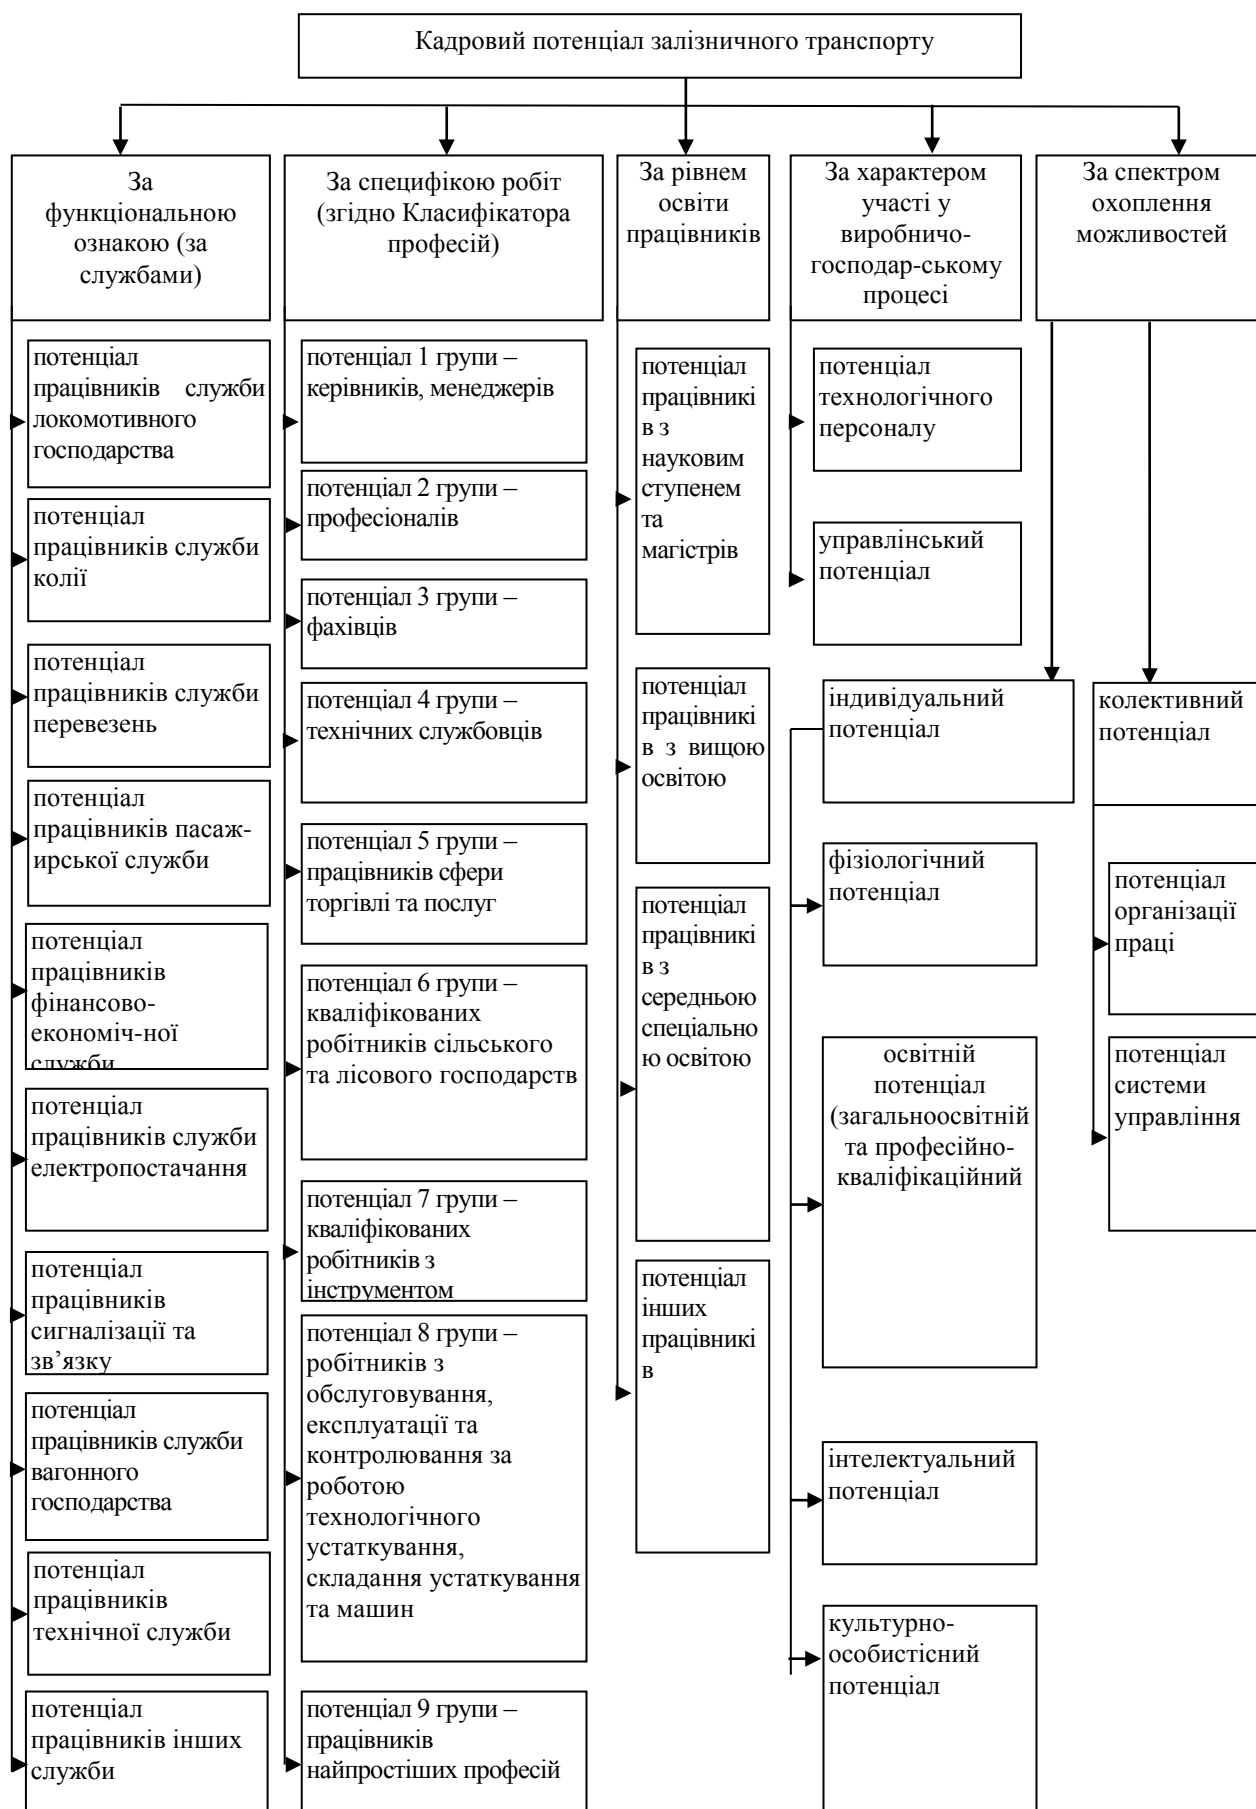 Кадровий потенціал залізничного транспорту
За
функціональною
ознакою (за
службами)
потенціал
працівників служби
локомотивного
господарства
потенціал
працівників служби
колії
потенціал
працівників служби
перевезень
потенціал
працівників пасаж-
ирської служби
потенціал
працівників
фінансово-
економіч-ної
служби
потенціал
працівників служби
електропостачання
потенціал
працівників
сигналізації та
зв’язку
потенціал
працівників служби
вагонного
господарства
потенціал
працівників
технічної служби
потенціал
працівників інших
служби
За специфікою робіт
(згідно Класифікатора
професій)
потенціал 1 групи –
керівників, менеджерів
потенціал 2 групи –
професіоналів
потенціал 3 групи –
фахівців
потенціал 4 групи –
технічних службовців
потенціал 5 групи –
працівників сфери
торгівлі та послуг
потенціал 6 групи –
кваліфікованих
робітників сільського
та лісового господарств
потенціал 7 групи –
кваліфікованих
робітників з
інструментом
потенціал 8 групи –
робітників з
обслуговування,
експлуатації та
контролювання за
роботою
технологічного
устаткування,
складання устаткування
та машин
потенціал 9 групи –
працівників
найпростіших професій
За рівнем
освіти
працівників
потенціал
працівникі
в з
науковим
ступенем
та
магістрів
потенціал
працівникі
в з вищою
освітою
потенціал
працівникі
в з
середньою
спеціально
ю освітою
потенціал
інших
працівникі
в
За характером
участі у
виробничо-
господар-ському
процесі
потенціал
технологічного
персоналу
управлінський
потенціал
За спектром
охоплення
можливостей
індивідуальний
потенціал
фізіологічний
потенціал
освітній
потенціал
(загальноосвітній
та професійно-
кваліфікаційний
інтелектуальний
потенціал
культурно-
особистісний
потенціал
колективний
потенціал
потенціал
організації
праці
потенціал
системи
управління